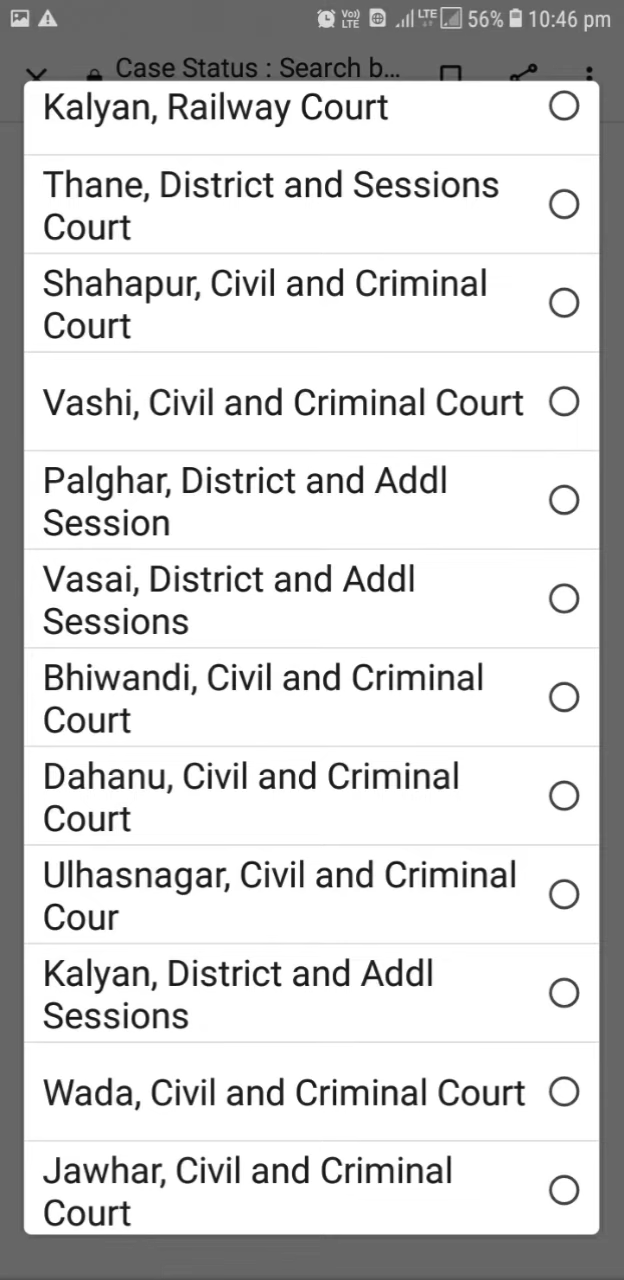 Vo)) LTE LTE 56% 10:46 pm
Case Status : Search b...
Kalyan, Railway Court
Thane, District and Sessions
Court
Shahapur, Civil and Criminal
Court
Vashi, Civil and Criminal Court
Palghar, District and Addl
Session
Vasai, District and Addl
Sessions
Bhiwandi, Civil and Criminal
Court
Dahanu, Civil and Criminal
Court
Ulhasnagar, Civil and Criminal
Cour
Kalyan, District and Addl
Sessions
Wada, Civil and Criminal Court
Jawhar, Civil and Criminal
Court